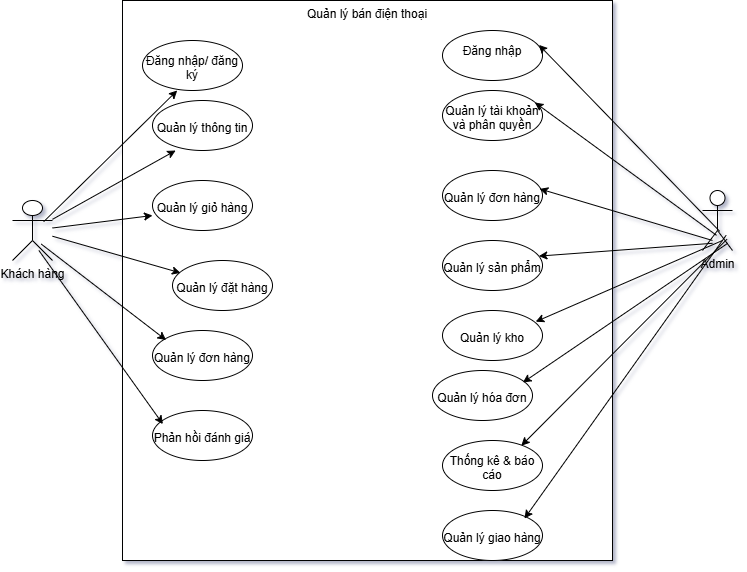 Quản lý bán điện thoại
Đăng nhập/ đăng
ký
Quản lý thông tin
Quản lý giỏ hàng
Quản lý đặt hàng
Quản lý đơn hàng
Phản hồi đánh giá
Khách hàng
Đăng nhập
Quản lý tài khoản
và phân quyền
Quản lý đơn hàng
Quản lý sản phẩm
Quản lý kho
Quản lý hóa đơn
Thống kê & báo
cáo
Quản lý giao hàng
Admin